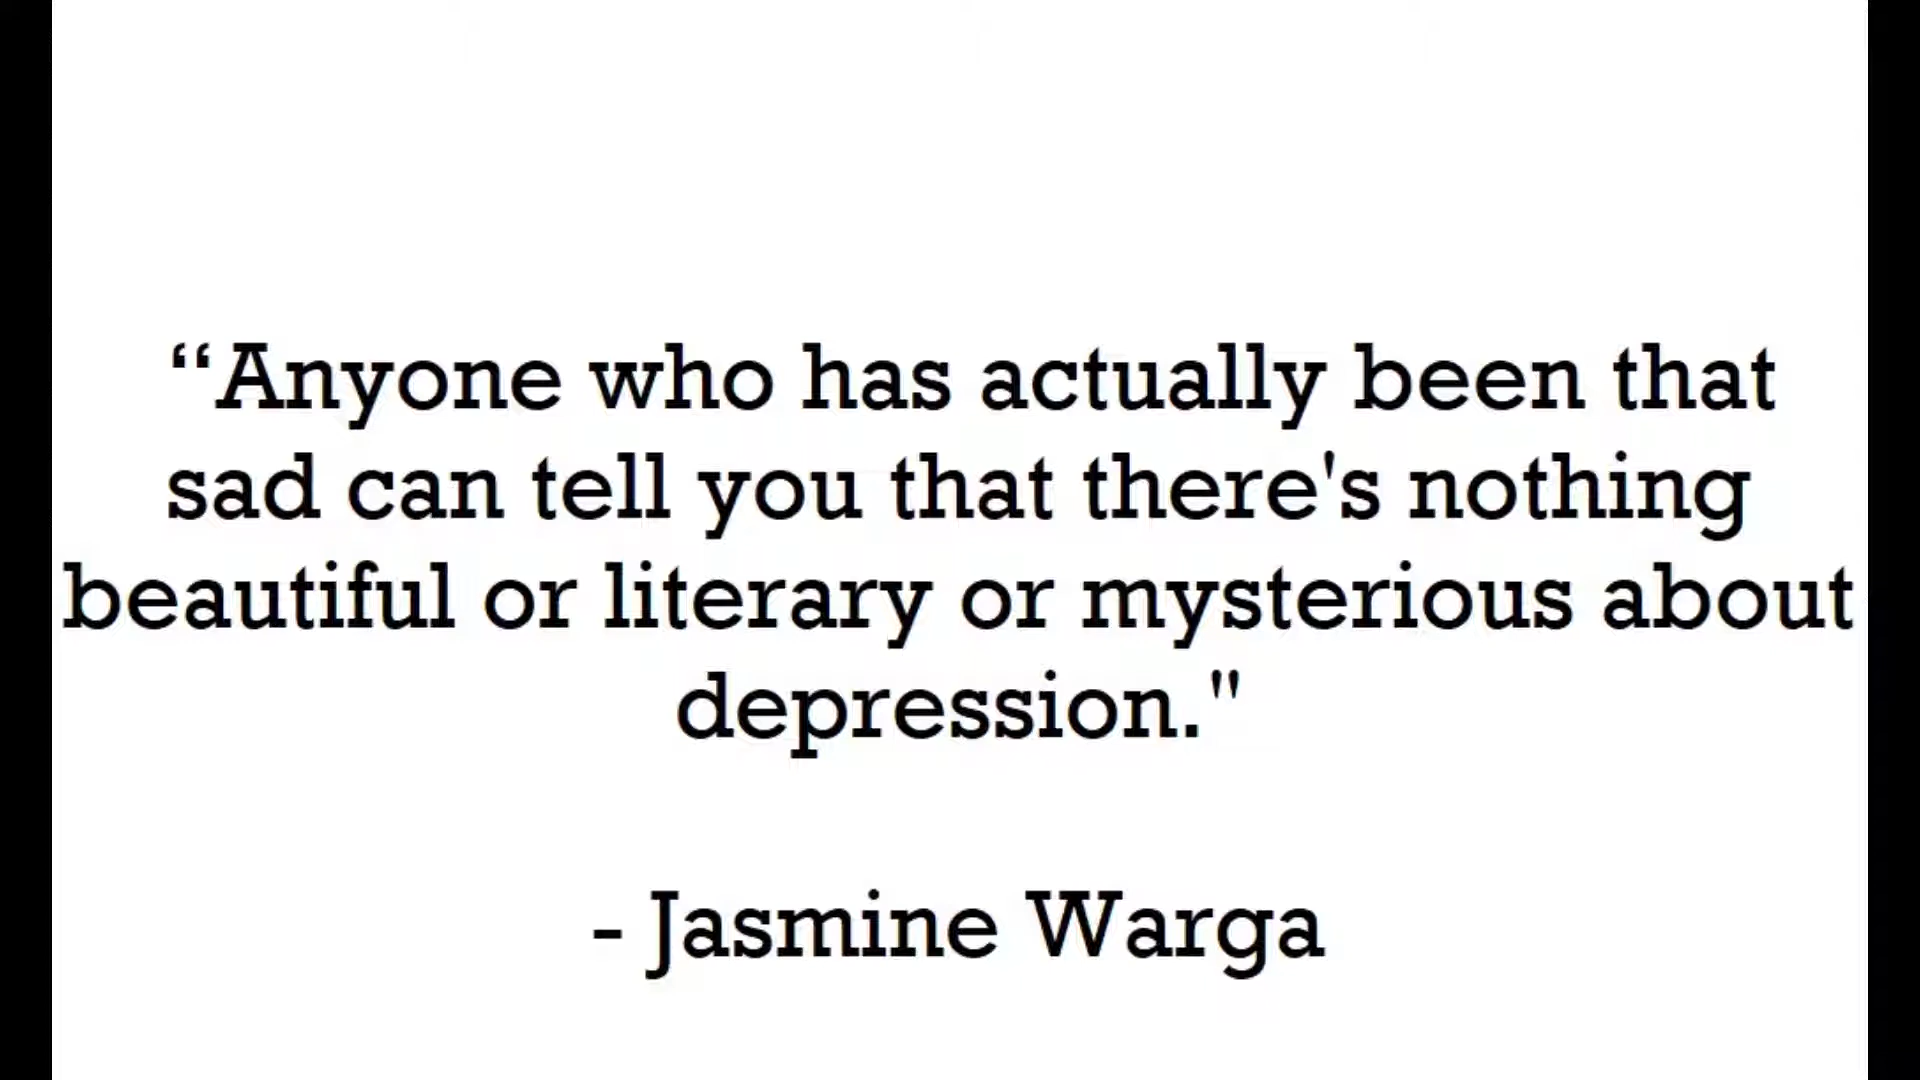 “Anyone who has actually been that
sad can tell you that there's nothing
beautiful or literary or mysterious about
depression."
- Jasmine Warga